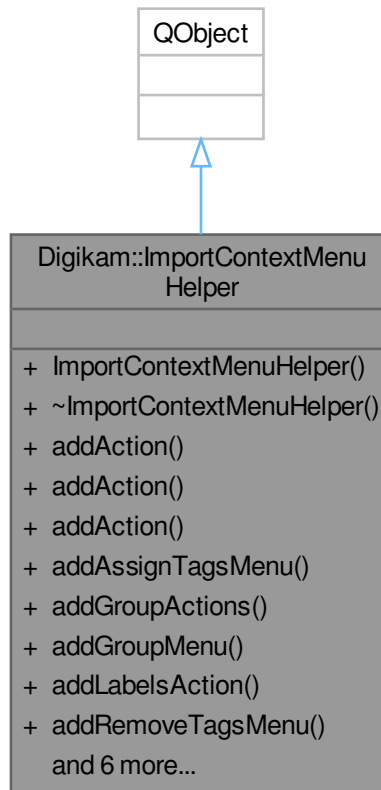 QObject
Digikam::ImportContextMenu
Helper
+ ImportContextMenuHelper()
+ ~ImportContextMenuHelper()
+ addAction()
+ addAction()
+ addAction()
+ addAssignTagsMenu()
+ addGroupActions()
+ addGroupMenu()
+ addLabelsAction()
+ addRemoveTagsMenu()
and 6 more...